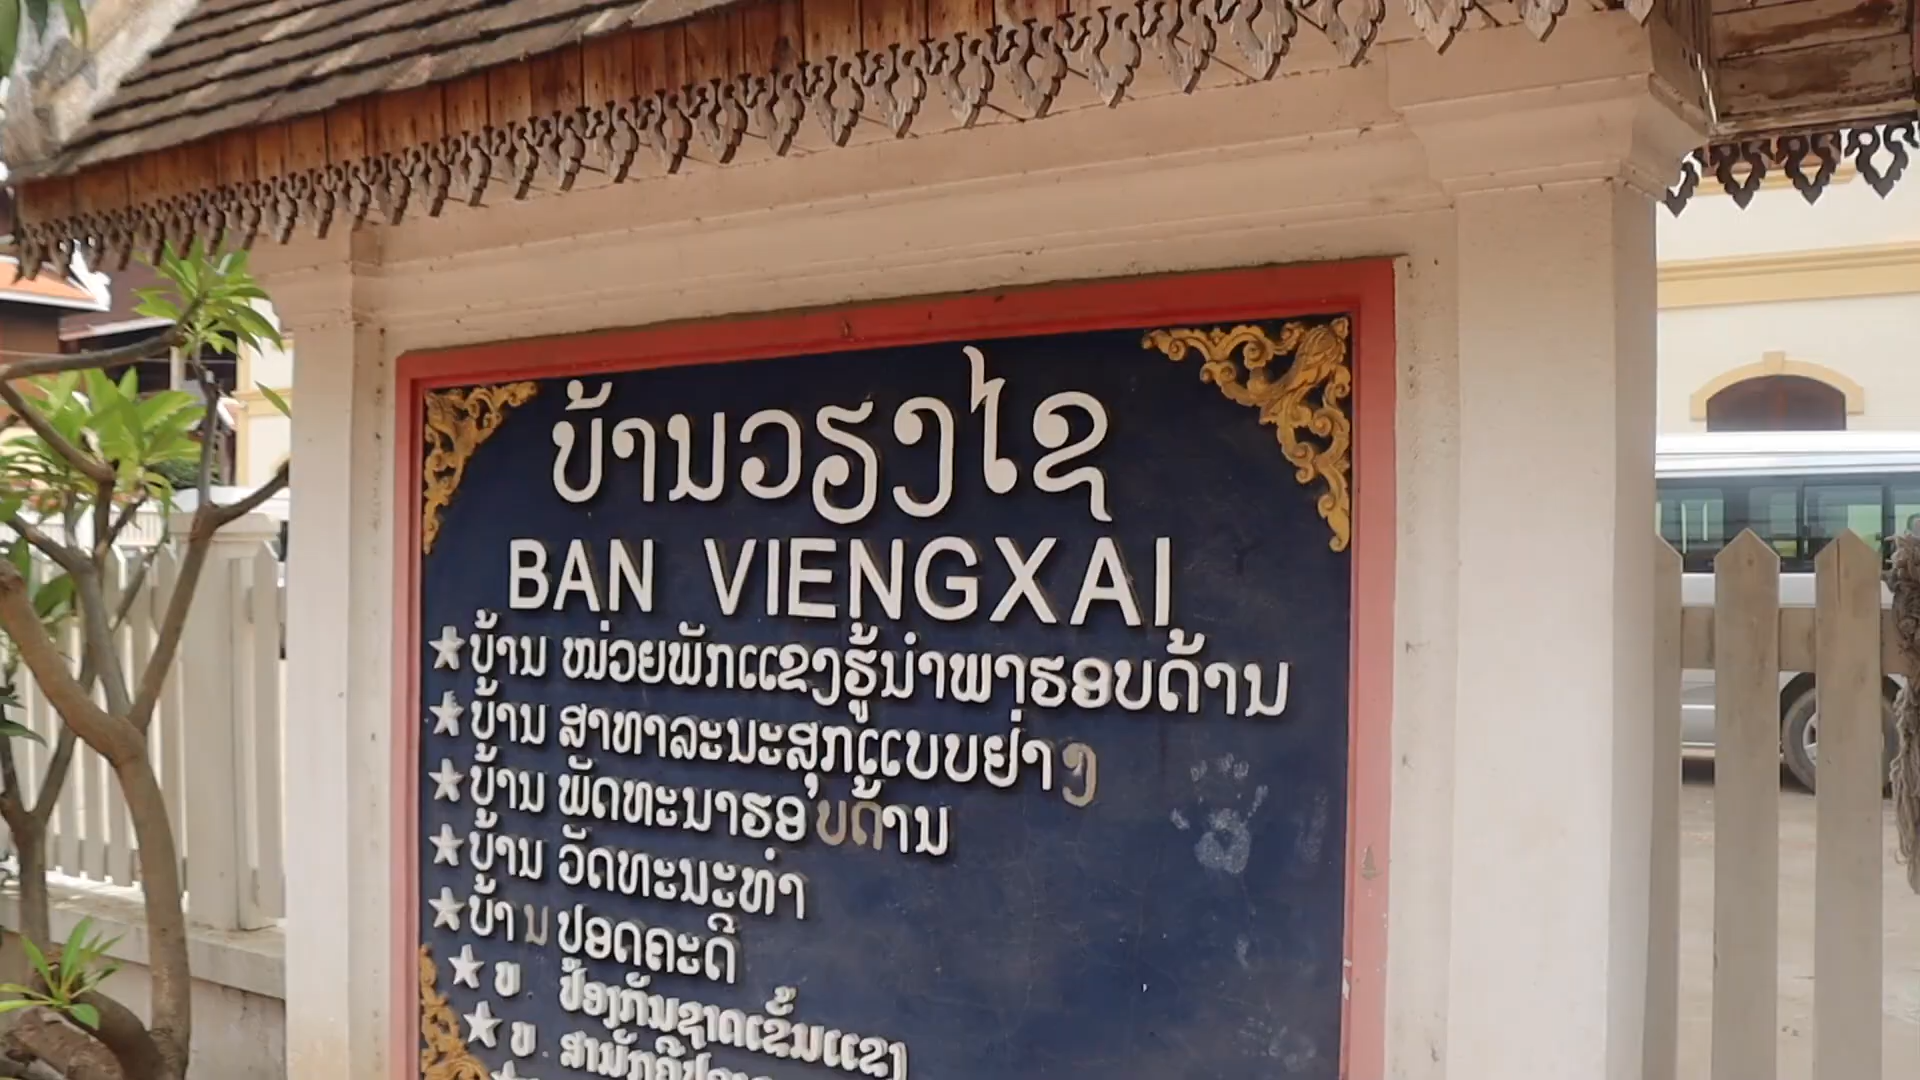 ບ້ານວຽງໄຊ
BAN VIENGXAI
★ ບ້ານ ໜ່ວຍພັກແຂງຮູ້ນຳພາຮອບດ້ານ
★ ບ້ານ ສາທາລະນະສຸກແບບຢ່າງ
★ ບ້ານ ພັດທະນາຮອບດ້ານ
★ ບ້ານ ວັດທະນະທຳ
★ ບ້ານ ປອດຄະດີ
★ ບ ປ້ອງກັນຊາດເຂັ້ມແຂງ
★ ບ